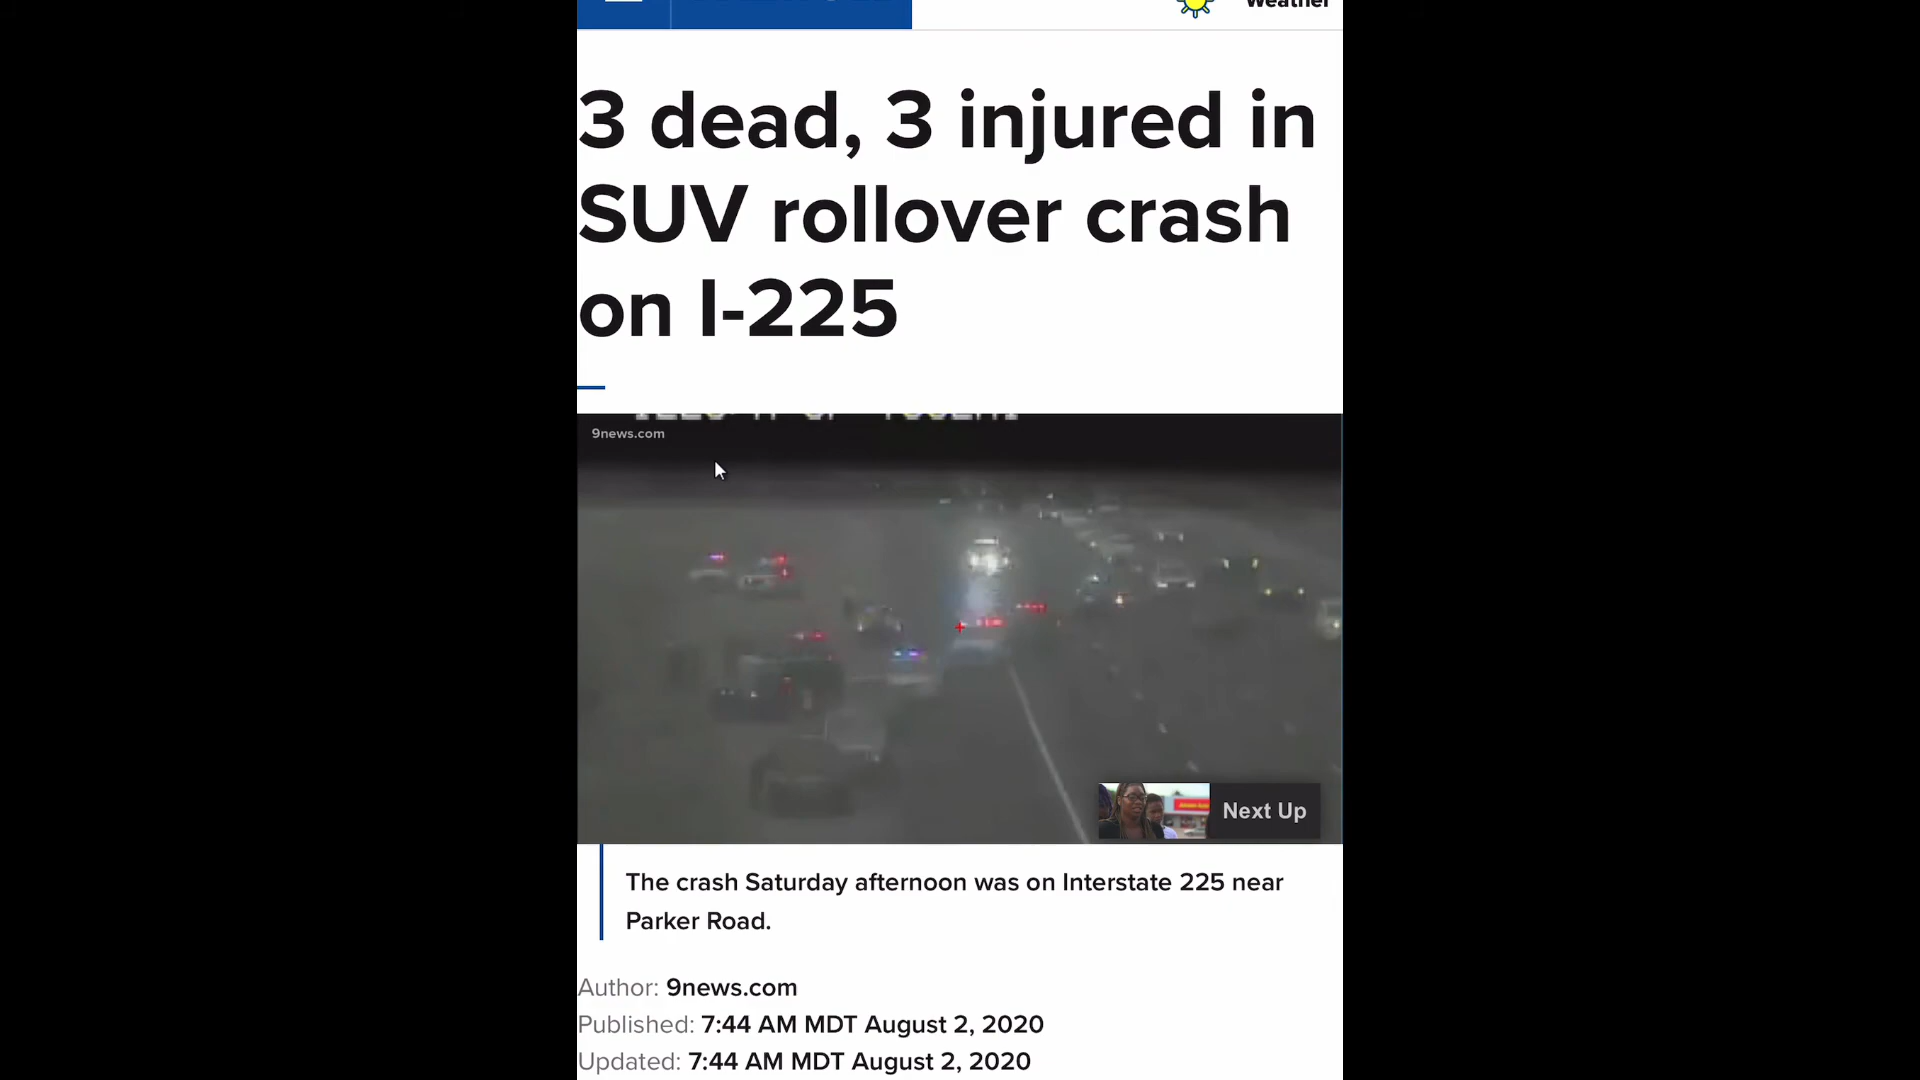 Weather
3 dead, 3 injured in
SUV rollover crash
on I-225
9news.com
Next Up
The crash Saturday afternoon was on Interstate 225 near
Parker Road.
Author: 9news.com
Published: 7:44 AM MDT August 2, 2020
Updated: 7:44 AM MDT August 2, 2020